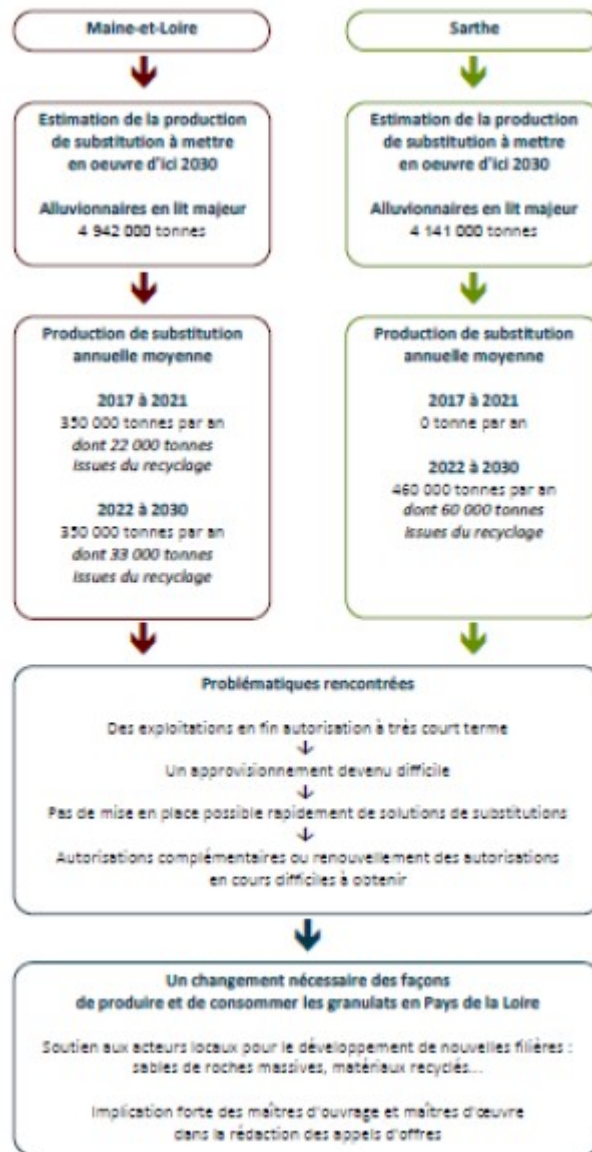 Maine-et-Loire
Estimation de la production
de substitution à mettre
en oeuvre d'ici 2030
Alluvionnaires en lit majeur
4 942 000 tonnes
Production de substitution
annuelle moyenne
2017 à 2021
350 000 tonnes par an
dont 22 000 tonnes
issues du recyclage
2022 à 2030
350 000 tonnes par an
dont 33 000 tonnes
issues du recyclage
Sarthe
Estimation de la production
de substitution à mettre
en oeuvre d'ici 2030
Alluvionnaires en lit majeur
4 141 000 tonnes
Production de substitution
annuelle moyenne
2017 à 2021
0 tonne par an
2022 à 2030
460 000 tonnes par an
dont 60 000 tonnes
issues du recyclage
Problématiques rencontrées
Des exploitations en fin autorisation à très court terme
Un approvisionnement devenu difficile
Pas de mise en place possible rapidement de solutions de substitutions
Autorisations complémentaires ou renouvellement des autorisations
en cours difficiles à obtenir
Un changement nécessaire des façons
de produire et de consommer les granulats en Pays de la Loire
Soutien aux acteurs locaux pour le développement de nouvelles filières :
sables de roches massives, matériaux recyclés...
Implication forte des maîtres d'ouvrage et maîtres d'œuvre
dans la rédaction des appels d'offres